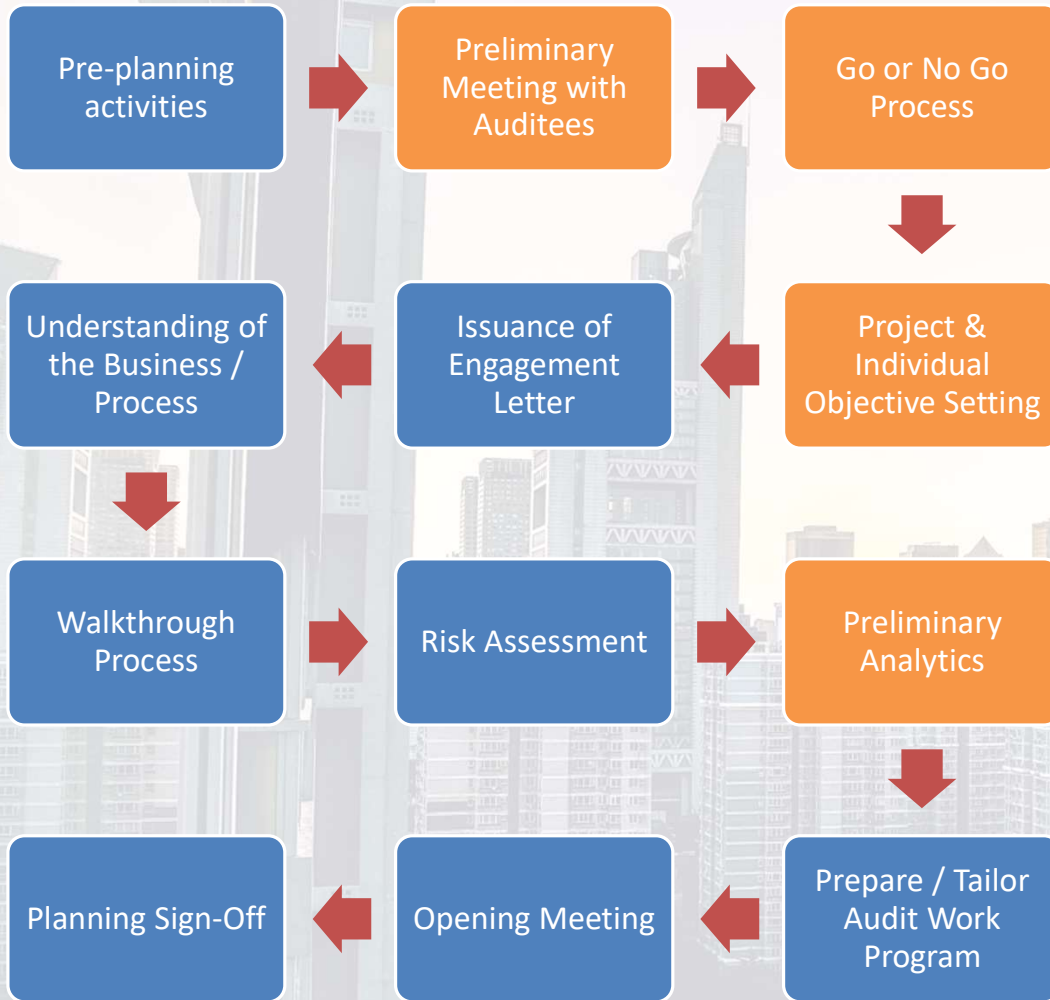 Pre-planning
activities
Preliminary
Meeting with
Auditees
Go or No Go
Process
Project &
Individual
Objective Setting
Issuance of
Engagement
Letter
Understanding of
the Business /
Process
Walkthrough
Process
Risk Assessment
Preliminary
Analytics
Prepare / Tailor
Audit Work
Program
Opening Meeting
Planning Sign-Off